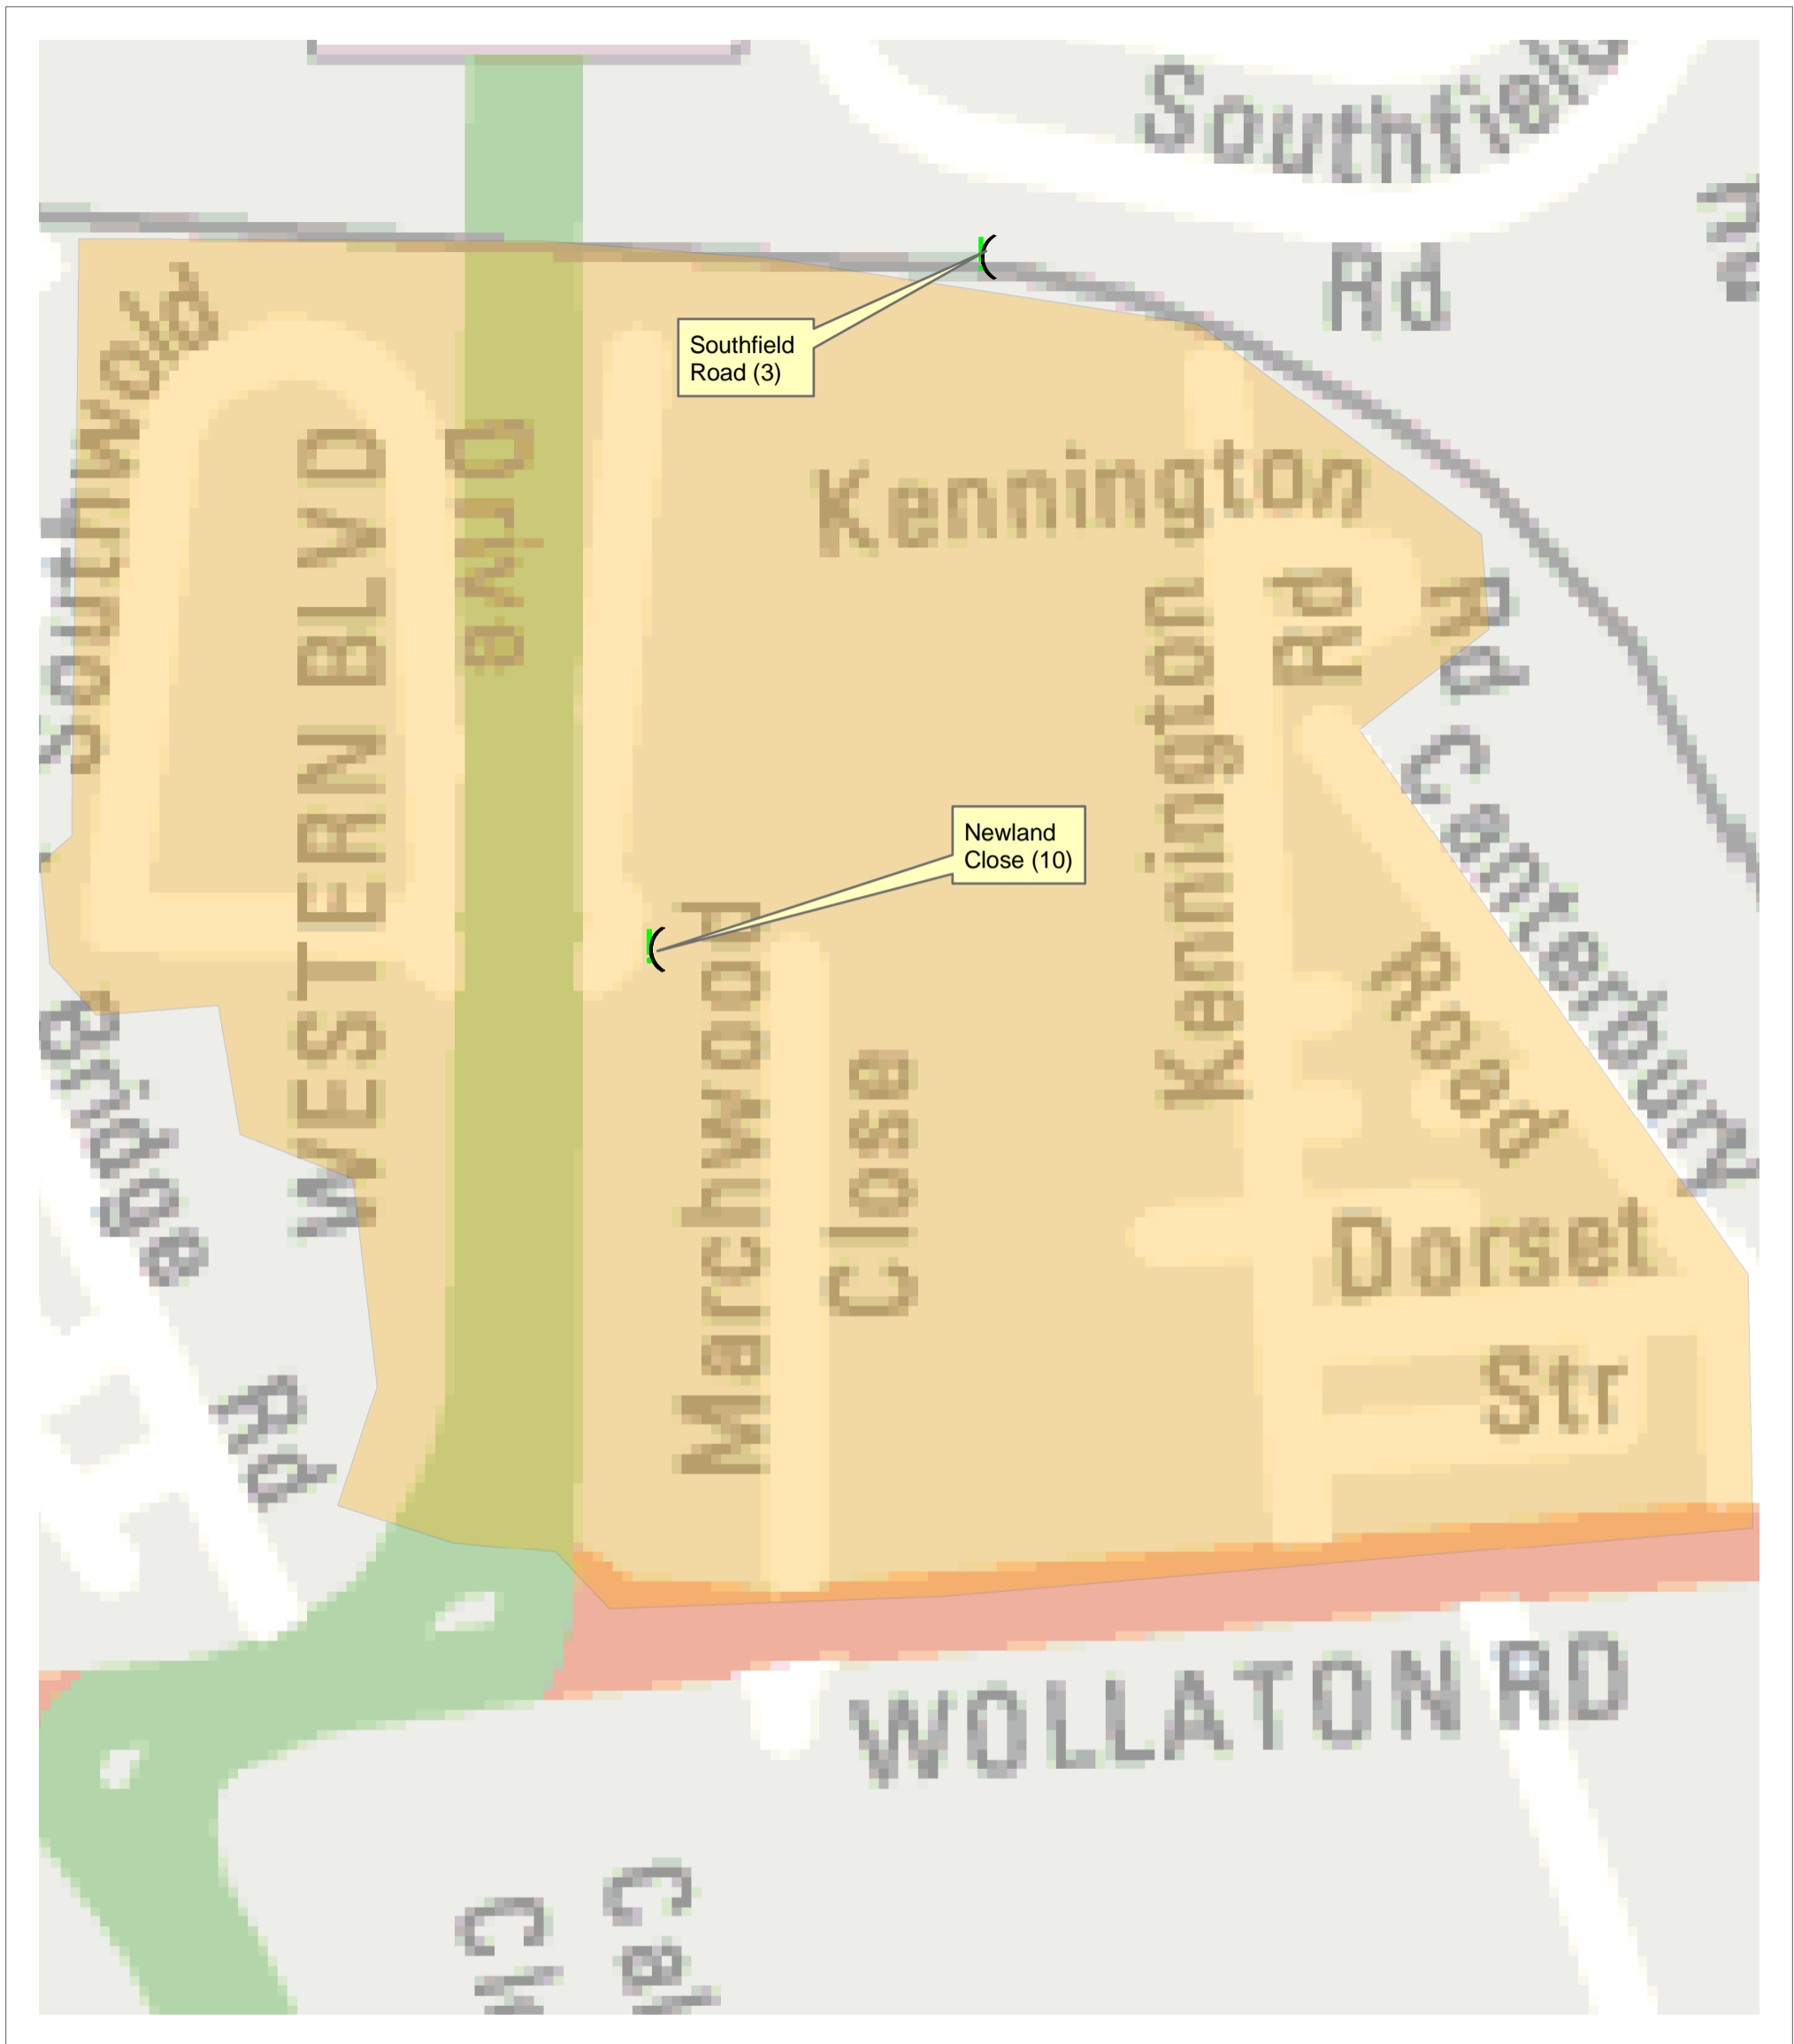 Southfield
Rd
Southwold
Drive
Southfield
Road (3)
Kennington
Rd
Rd
WESTERN BLVD
Kennington
Canterbury
Road
Newland
Close (10)
Marchwood
Close
Bridge
Rd
Dorset
Str
WOLLATON RD